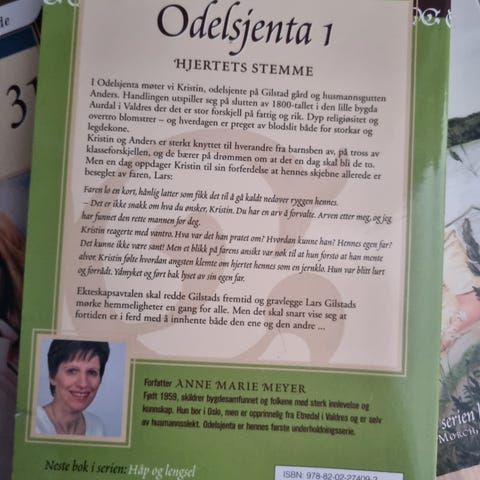 de
31
Odelsjenta 1
HJERTETS STEMME
I Odelsjenta møter vi Kristin, odelsjente på Gilstad gård og husmannsgutten
Anders. Handlingen utspiller seg på slutten av 1800-tallet i den lille bygda
Aurdal i Valdres der det er stor forskjell på fattig og rik. Dyp religiøsitet og
overtro blomstrer – og hverdagen er preget av blodslit både for storkar og
legdekone.
Kristin og Anders er sterkt knyttet til hverandre fra barnsben av, på tross av
klasseforskjellen, og de bærer på drømmen om at det en dag skal bli de to.
Men en dag oppdager Kristin til sin forferdelse at hennes skjebne allerede er
beseglet av faren, Lars:
Faren lo en kort, hånlig latter som fikk det til å gå kaldt nedover ryggen hennes.
– Det er ikke snakk om hva du ønsker, Kristin. Du har en arv å forvalte. Arven etter meg, og jeg
har funnet den rette mannen for deg.
Kristin reagerte med vantro. Hva var det han pratet om? Hvordan kunne han? Hennes egen far?
Det kunne ikke være sant! Men et blikk på farens ansikt var nok til at hun forsto at han mente
alvor. Kristin følte hvordan angsten klemte om hjertet hennes som en jernklo. Hun var blitt lurt
og forrådt. Ydmyket og ført bak lyset av sin egen far.
Ekteskapsavtalen skal redde Gilstads fremtid og gravlegge Lars Gilstads
mørke hemmeligheter en gang for alle. Men det skal snart vise seg at
fortiden er i ferd med å innhente både den ene og den andre ...
Forfatter ANNE MARIE MEYER
Født 1959, skildrer bygdesamfunnet og folkene med sterk innlevelse og
kunnskap. Hun bor i Oslo, men er opprinnelig fra Etnedal i Valdres og er selv
av husmannsslekt. Odelsjenta er hennes første underholdningsserie.
Neste bok i serien: Håp og lengsel
ISBN: 978-82-02-27409-2
serien
MØRCH,